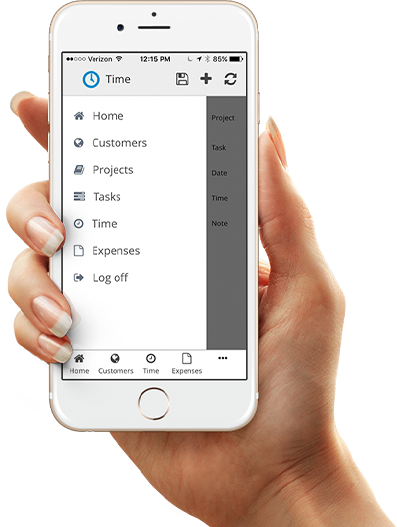 Verizon 12:15 PM 85%
Time
Home
Customers
Projects
Tasks
Time
Expenses
Log off
Project
Task
Date
Time
Note
Home Customers Time Expenses •••